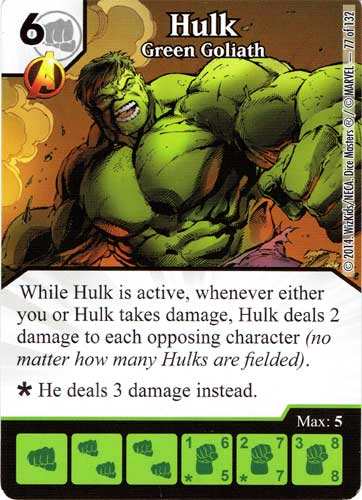 6
Hulk
Green Goliath
© 2014 WizKids/NECA. Dice Masters ©/©MARVEL — 77 of 132
While Hulk is active, whenever either
you or Hulk takes damage, Hulk deals 2
damage to each opposing character (no
matter how many Hulks are fielded).
* He deals 3 damage instead.
Max: 5
1 6
* 5
2 7
* 7
3 8
8